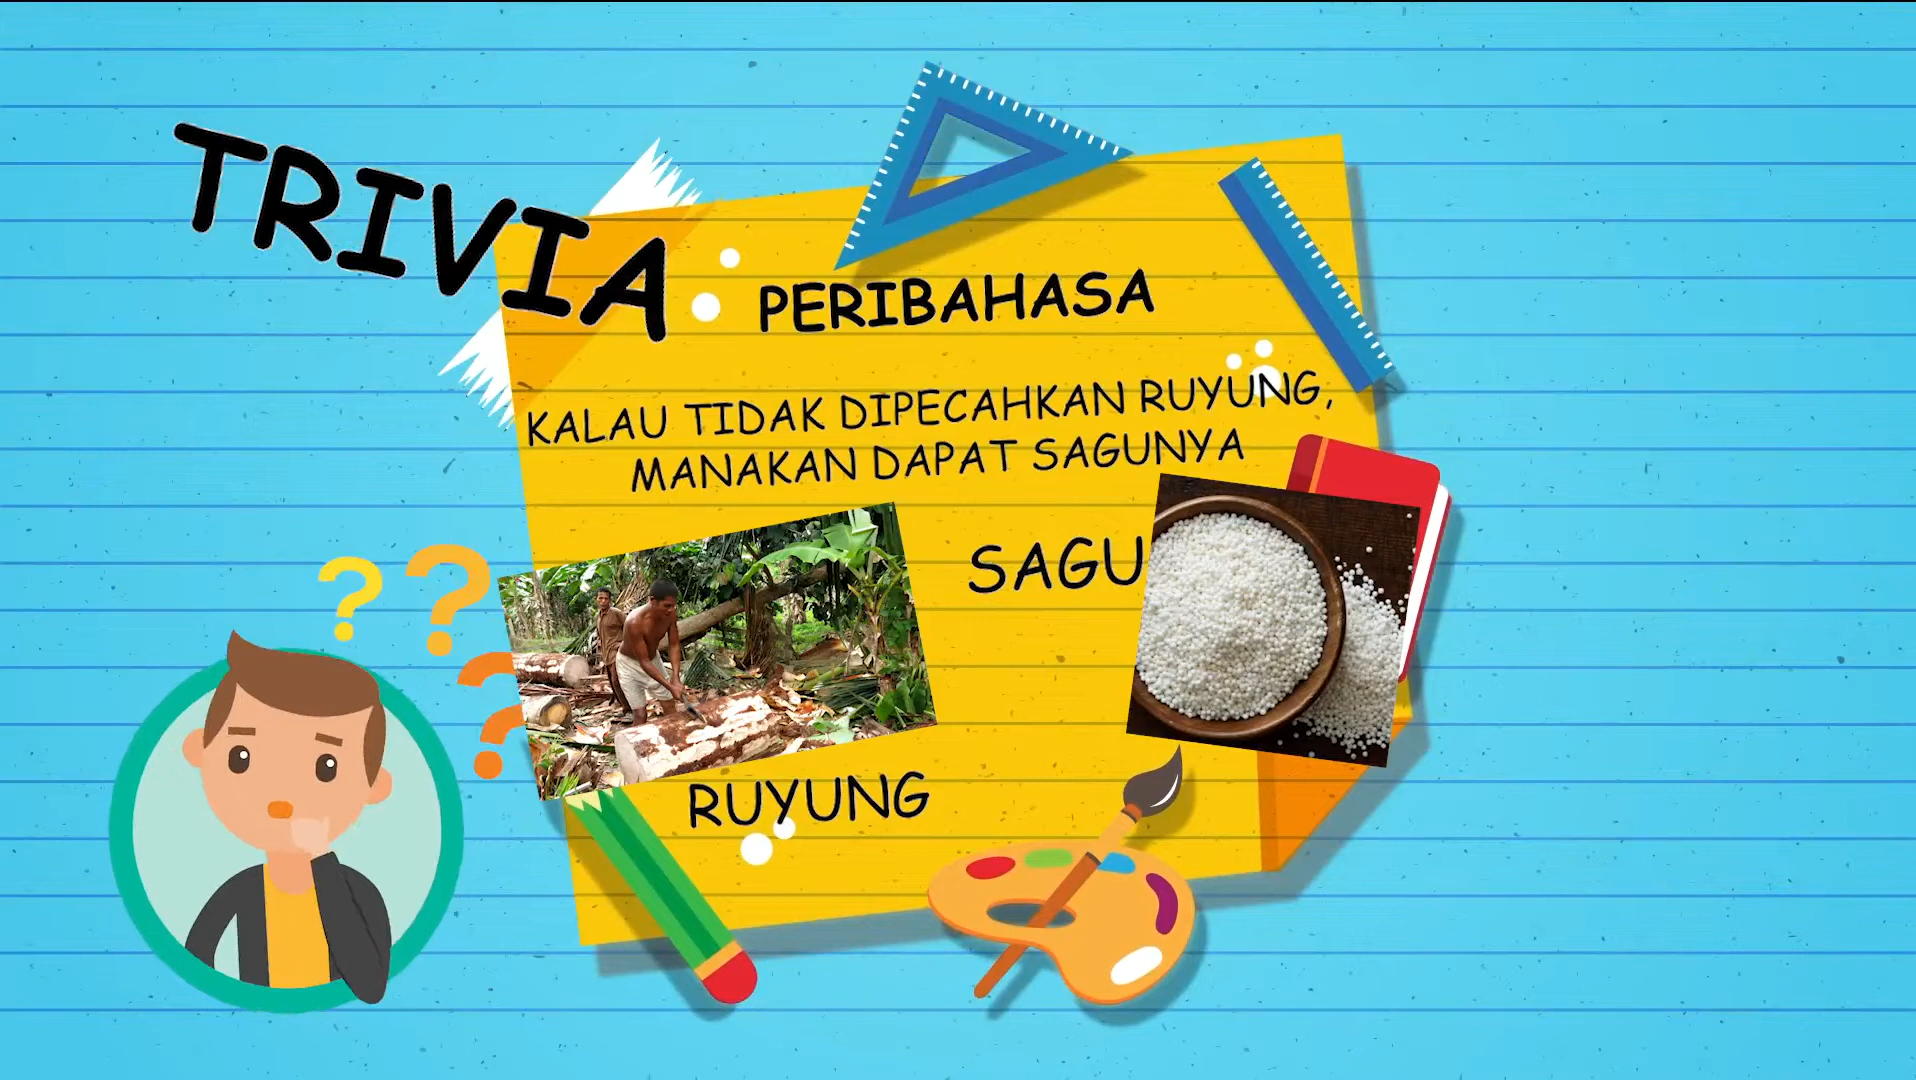 TRIVIA
PERIBAHASA
KALAU TIDAK DIPECAHKAN RUYUNG,
MANAKAN DAPAT SAGUNYA
SAGU
RUYUNG
? ? ?